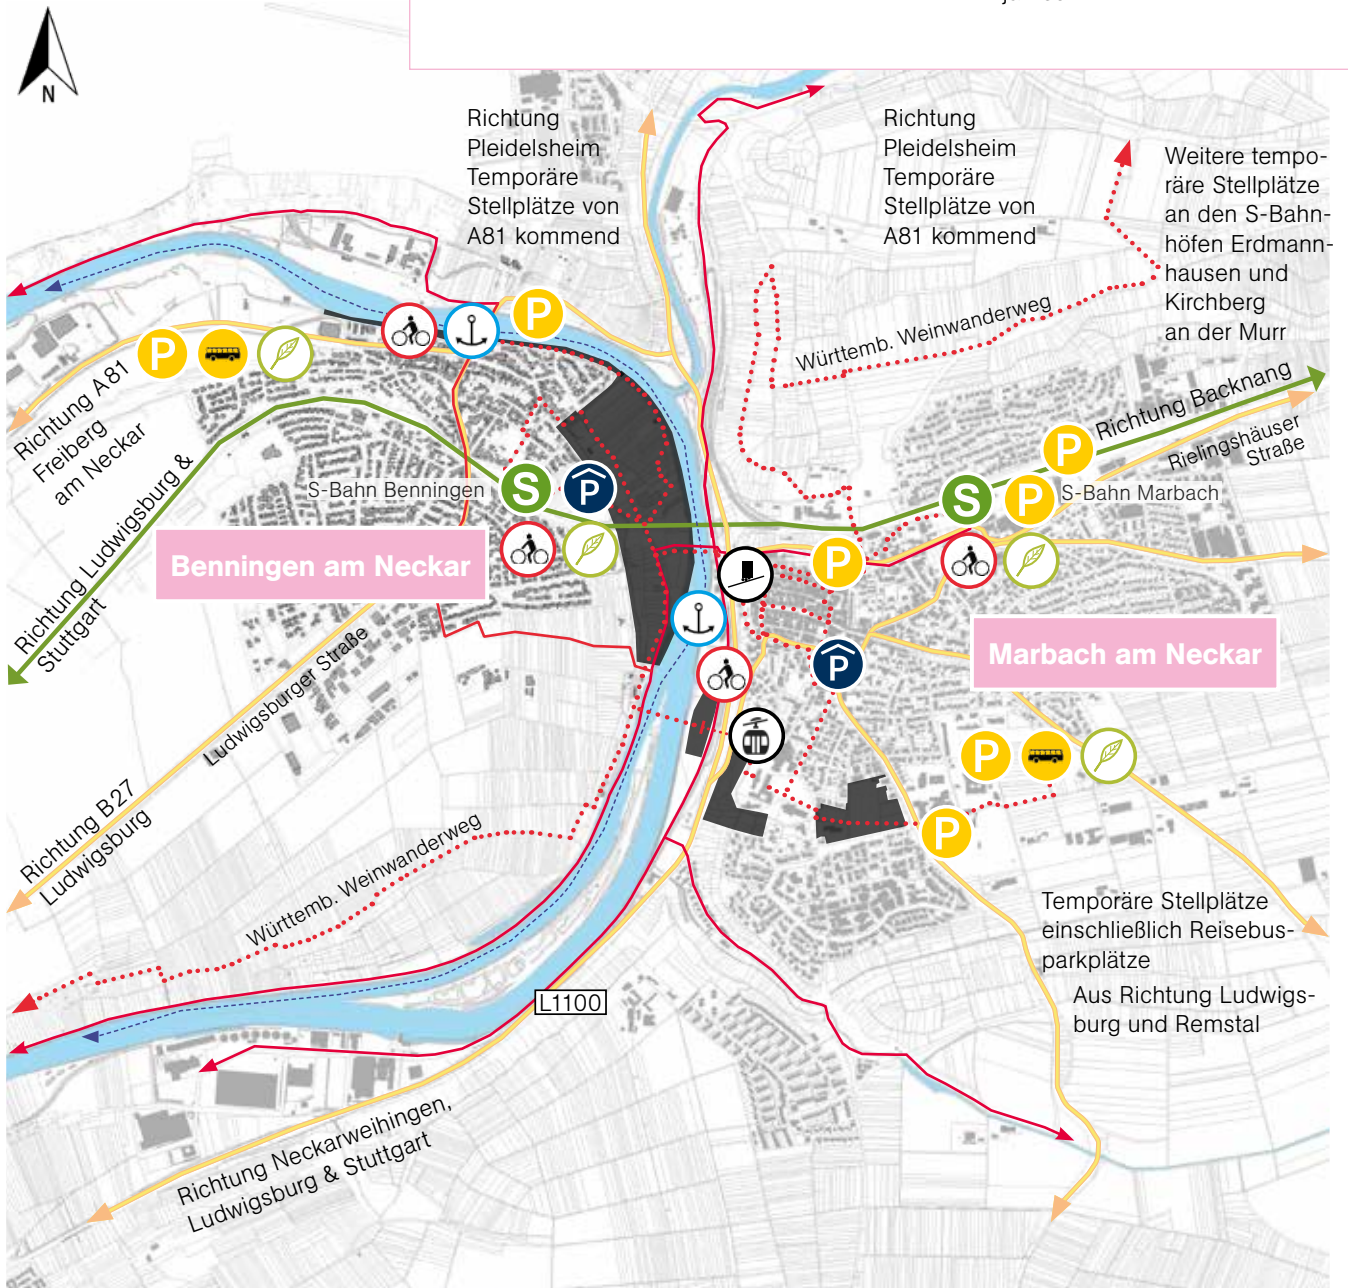 N
Richtung
Pleidelsheim
Temporäre
Stellplätze von
A81 kommend
Richtung
Pleidelsheim
Temporäre
Stellplätze von
A81 kommend
Weitere tempo-
räre Stellplätze
an den S-Bahn-
höfen Erdmann-
hausen und
Kirchberg
an der Murr
Württemb. Weinwanderweg
P
P
Richtung A81
Freiberg
am Neckar
Richtung Backnang
Rielingshäuser
Straße
P
S-Bahn Benningen
S
P
S
P
S-Bahn Marbach
Richtung Ludwigsburg &
Stuttgart
Benningen am Neckar
P
Marbach am Neckar
P
Ludwigsburger Straße
P
P
Richtung B27
Ludwigsburg
Württemb. Weinwanderweg
Temporäre Stellplätze
einschließlich Reisebus-
parkplätze
Aus Richtung Ludwigs-
burg und Remstal
L1100
Richtung Neckarweihingen,
Ludwigsburg & Stuttgart